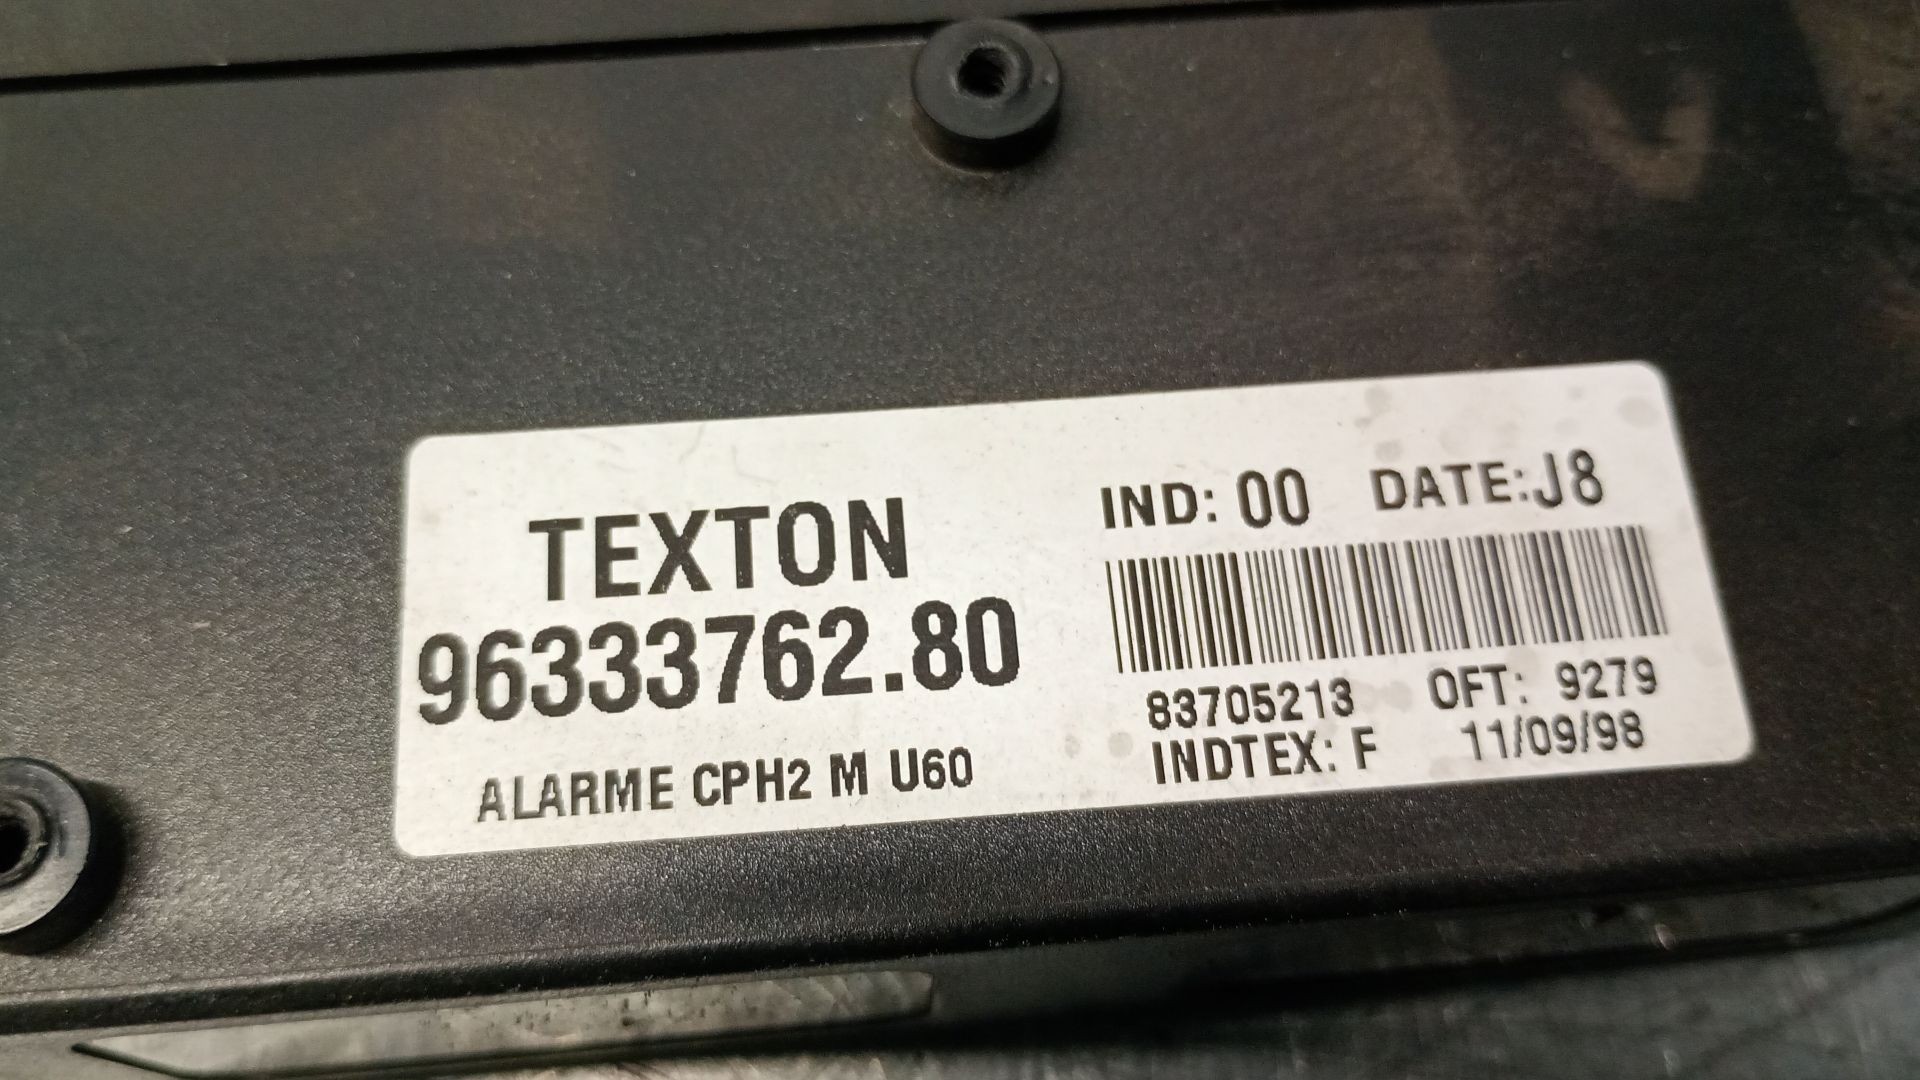 TEXTON
96333762.80
ALARME CPH2 M U60
IND: 00 DATE: J8
83705213 OFT: 9279
INDTEX: F 11/09/98